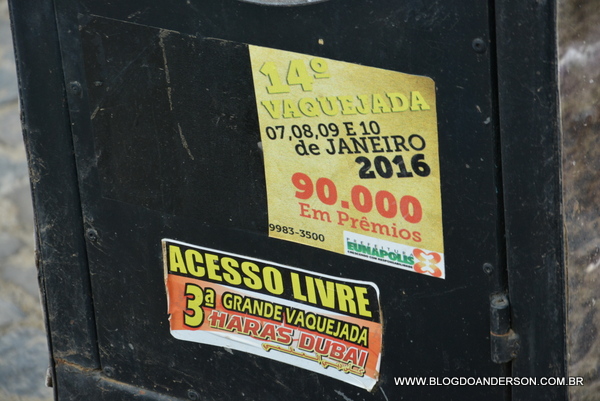 14º
VAQUEJADA
07,08,09 E 10
de JANEIRO
2016
90.000
Em Prêmios
9983-3500
EUNÁPOLIS
ACESSO LIVRE
3ª GRANDE VAQUEJADA
HARAS DUBAI
WWW.BLOGDOANDERSON.COM.BR